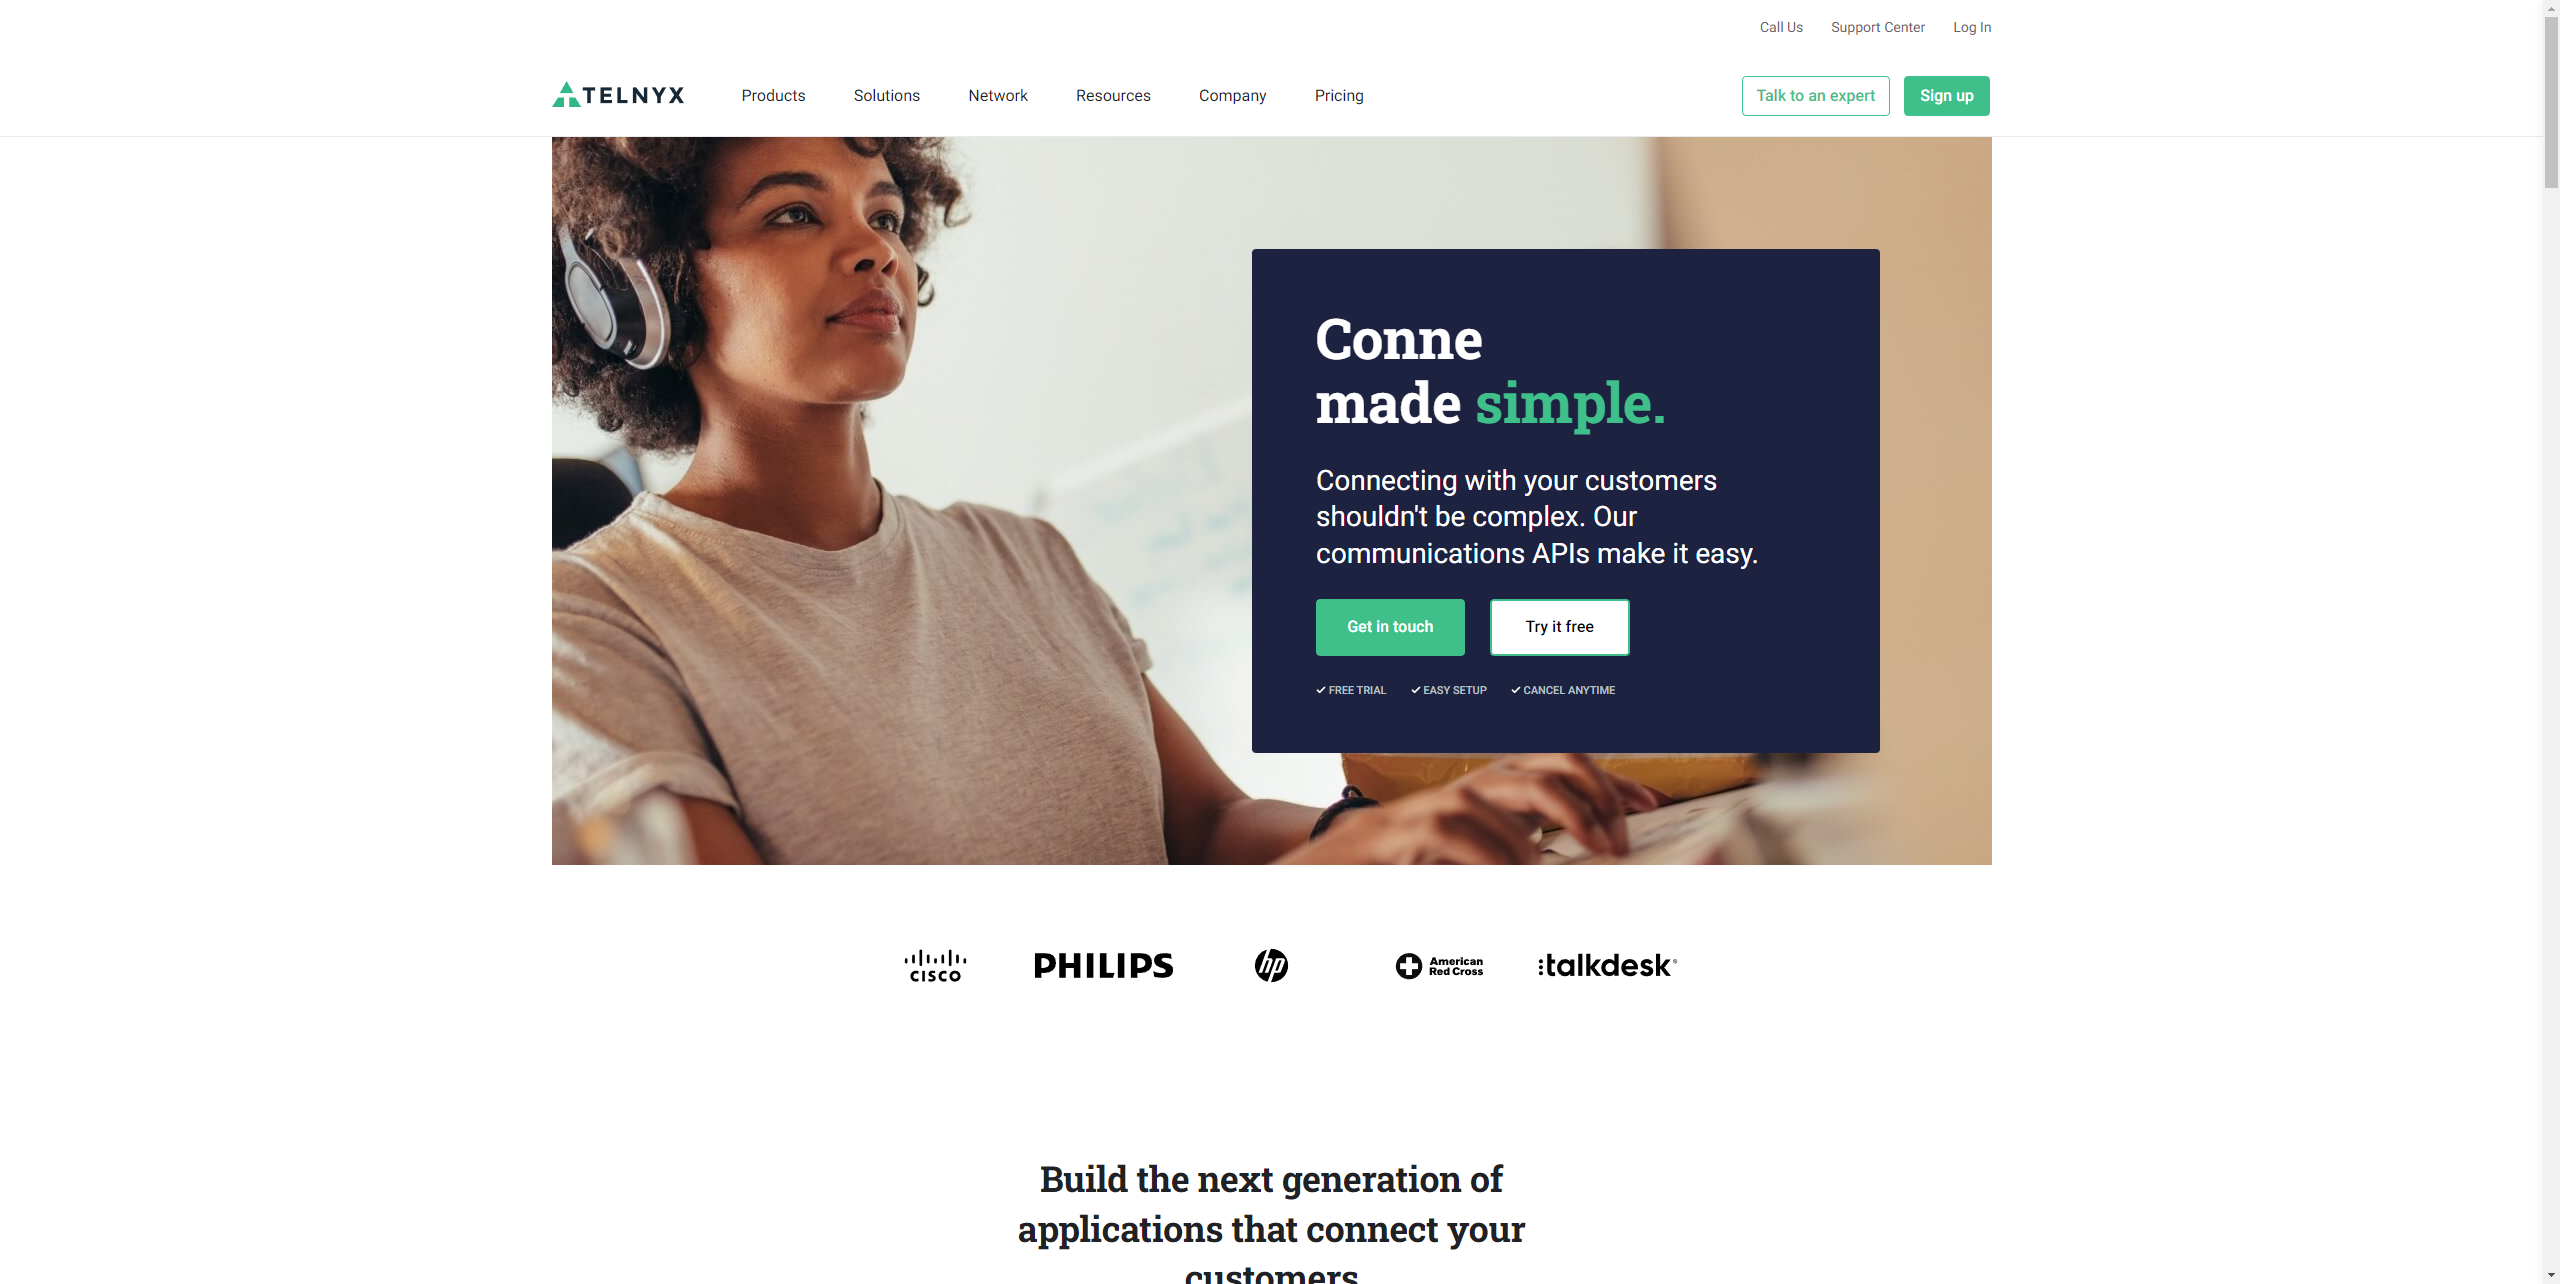 Call Us Support Center Log In
TELNYX Products Solutions Network Resources Company Pricing Talk to an expert Sign up
Conne
made simple.
Connecting with your customers
shouldn't be complex. Our
communications APIs make it easy.
Get in touch Try it free
FREE TRIAL EASY SETUP CANCEL ANYTIME
CISCO PHILIPS hp American Red Cross :talkdesk®
Build the next generation of
applications that connect your
customers